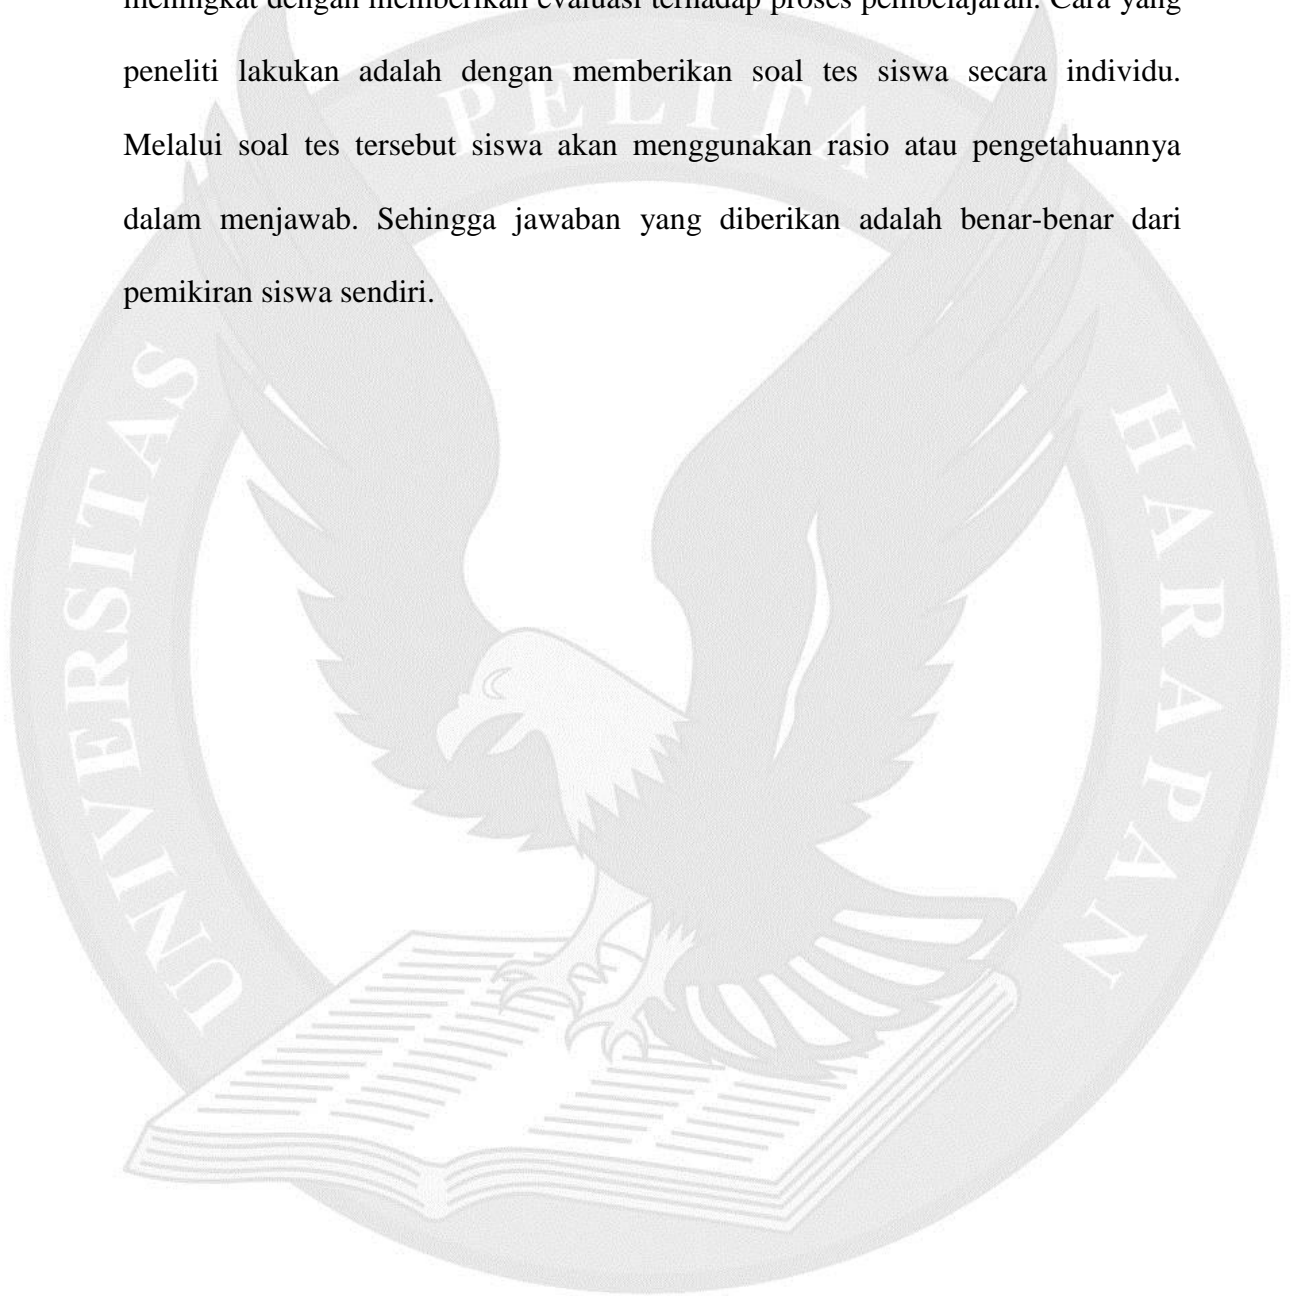 meningkat dengan memberikan evaluasi terhadap proses pembelajaran. Cara yang
peneliti lakukan adalah dengan memberikan soal tes siswa secara individu.
Melalui soal tes tersebut siswa akan menggunakan rasio atau pengetahuannya
dalam menjawab. Sehingga jawaban yang diberikan adalah benar-benar dari
pemikiran siswa sendiri.
UNIVERSITAS PELITA HARAPAN